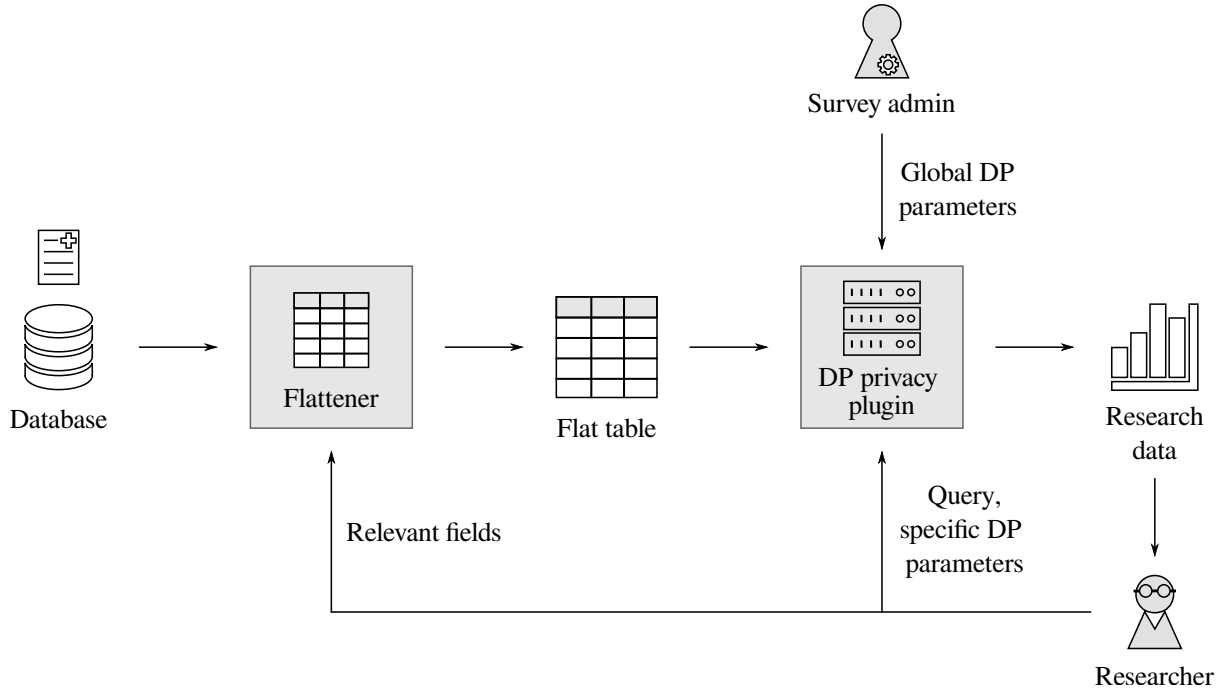 Survey admin
Global DP
parameters
Database
Flattener
Flat table
DP privacy
plugin
Research
data
Relevant fields
Query,
specific DP
parameters
Researcher